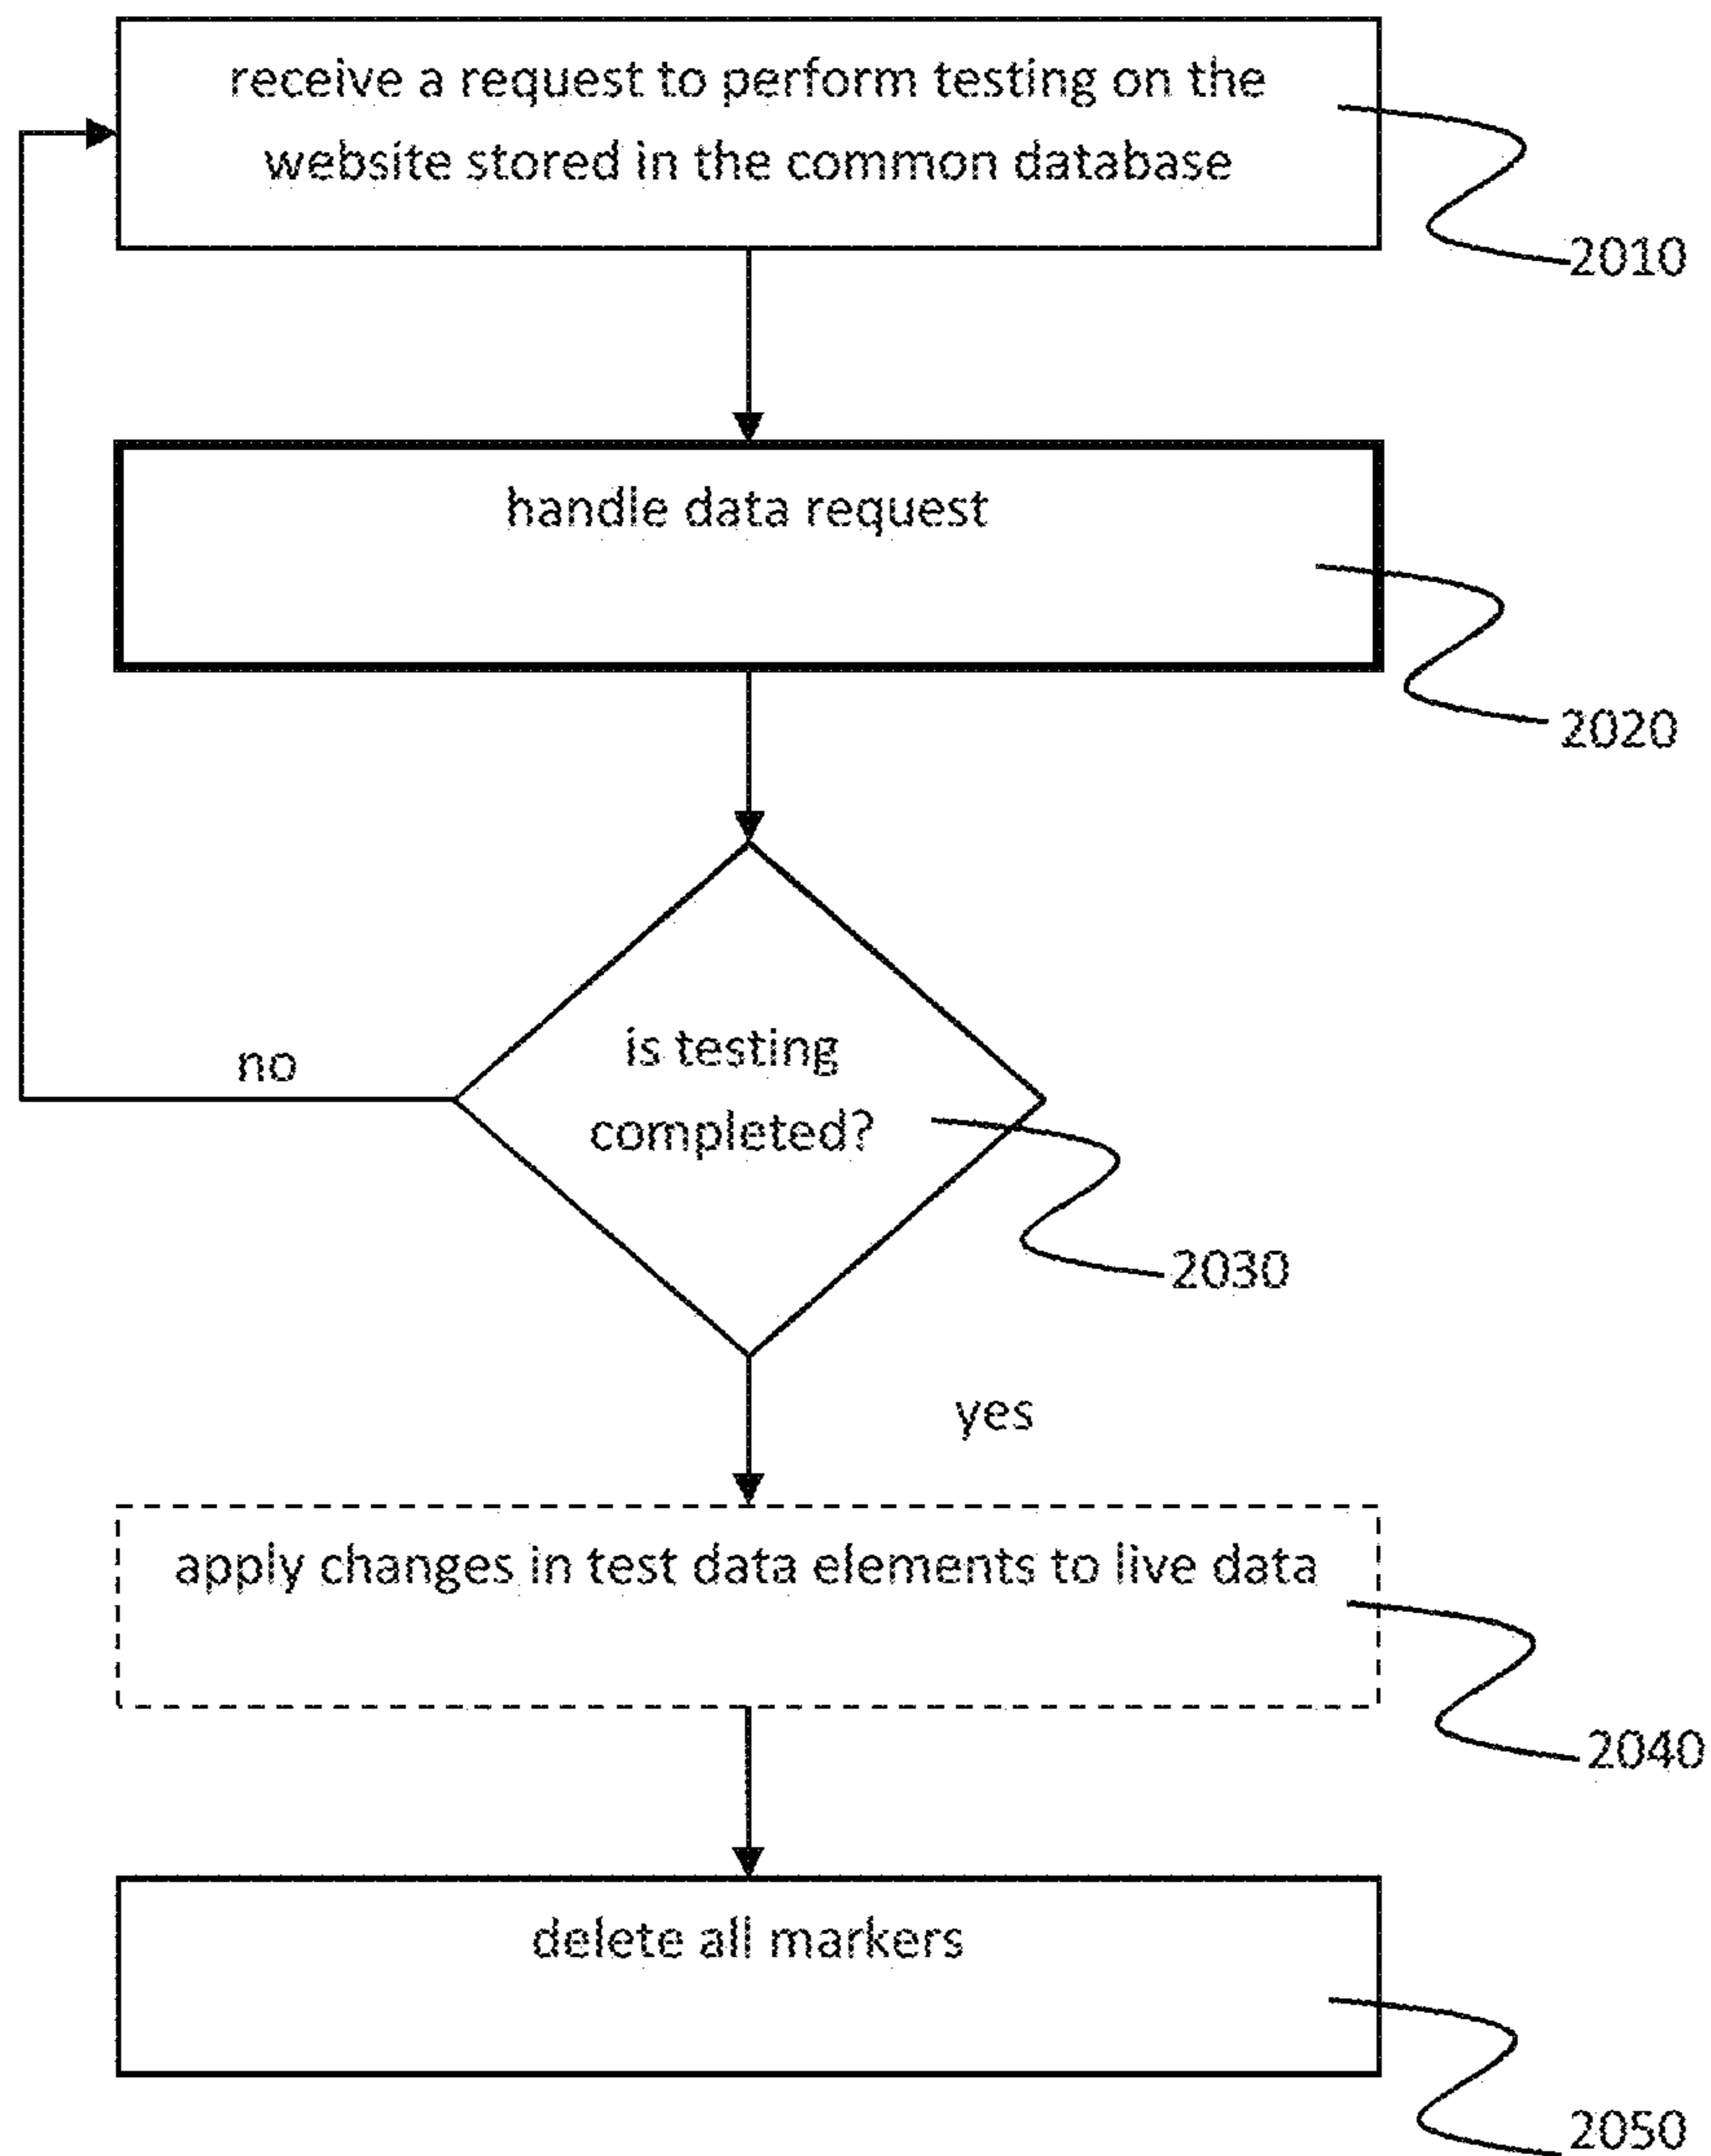 receive a request to perform testing on the
website stored in the common database
2010
handle data request
2020
is testing
completed?
no
2030
yes
apply changes in test data elements to live data
2040
delete all markers
2050